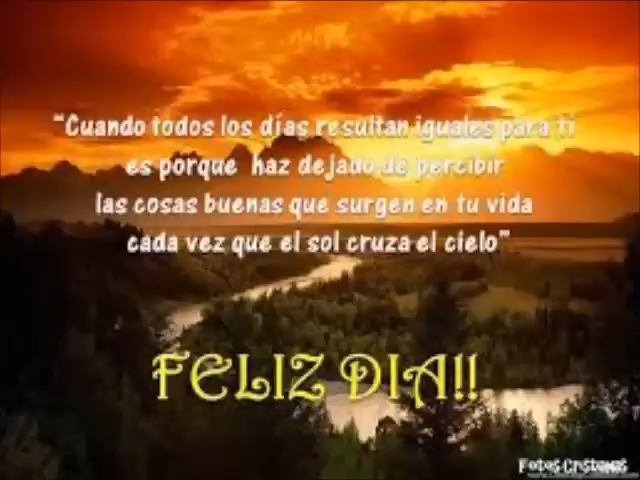 “Cuando todos los días resultan iguales para ti
es porque haz dejado de percibir
las cosas buenas que surgen en tu vida
cada vez que el sol cruza el cielo”
FELIZ DIA!!
Fotos Cristianas